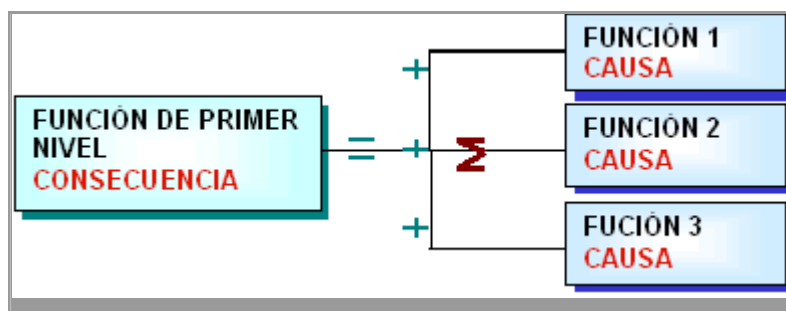 FUNCIÓN DE PRIMER
NIVEL
CONSECUENCIA
=
+
+
+
Σ
FUNCIÓN 1
CAUSA
FUNCIÓN 2
CAUSA
FUCIÓN 3
CAUSA